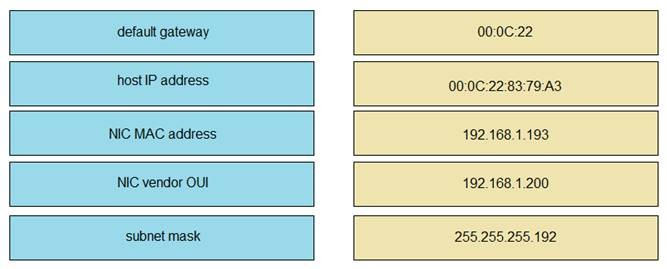 default gateway
00:0C:22
host IP address
00:0C:22:83:79:A3
NIC MAC address
192.168.1.193
NIC vendor OUI
192.168.1.200
subnet mask
255.255.255.192